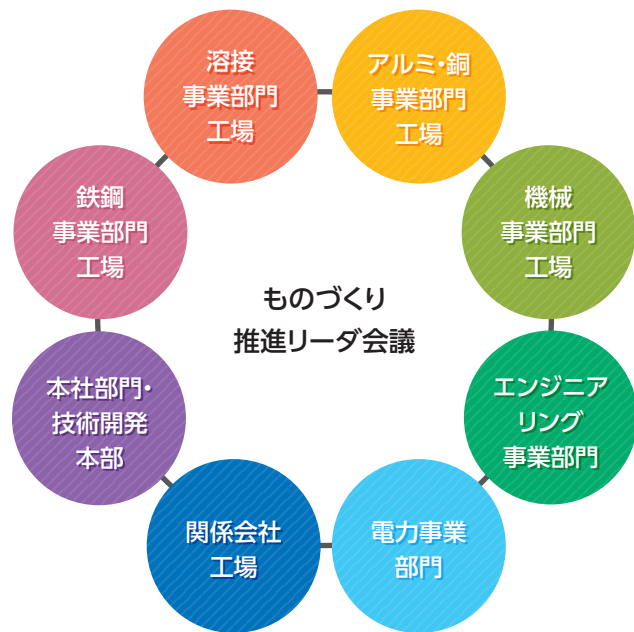 溶接
事業部門
工場
アルミ・銅
事業部門
工場
機械
事業部門
工場
エンジニア
リング
事業部門
電力事業
部門
関係会社
工場
本社部門・
技術開発
本部
鉄鋼
事業部門
工場
ものづくり
推進リーダ会議